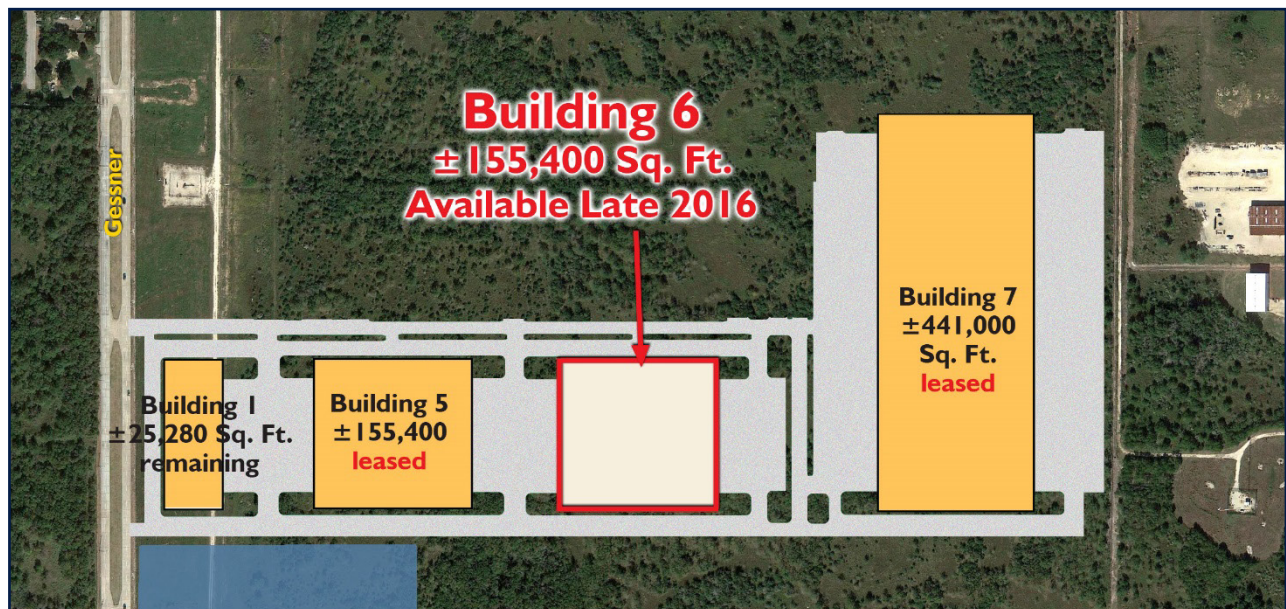 Building 6
±155,400 Sq. Ft.
Available Late 2016
Gessner
Building 1
±25,280 Sq. Ft.
remaining
Building 5
±155,400
leased
Building 7
±441,000
Sq. Ft.
leased